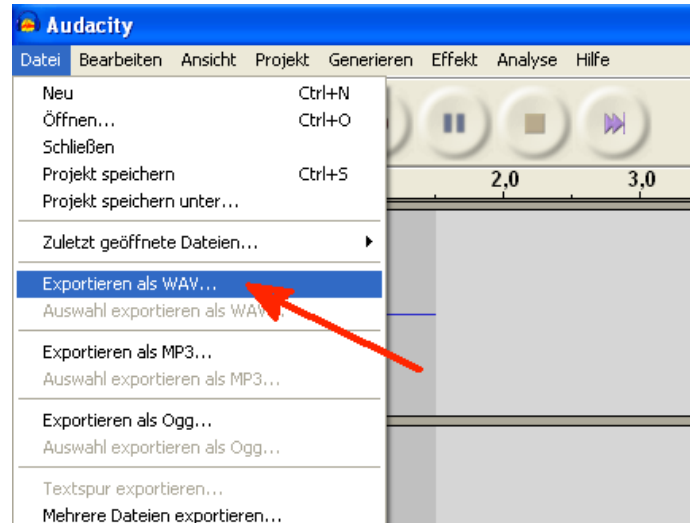 Audacity
Datei Bearbeiten Ansicht Projekt Generieren Effekt Analyse Hilfe
Neu Ctrl+N
Öffnen... Ctrl+O
Schließen
Projekt speichern Ctrl+S
Projekt speichern unter...
2,0 3,0
Zuletzt geöffnete Dateien...
Exportieren als WAV...
Auswahl exportieren als WAV...
Exportieren als MP3...
Auswahl exportieren als MP3...
Exportieren als Ogg...
Auswahl exportieren als Ogg...
Textspur exportieren...
Mehrere Dateien exportieren...